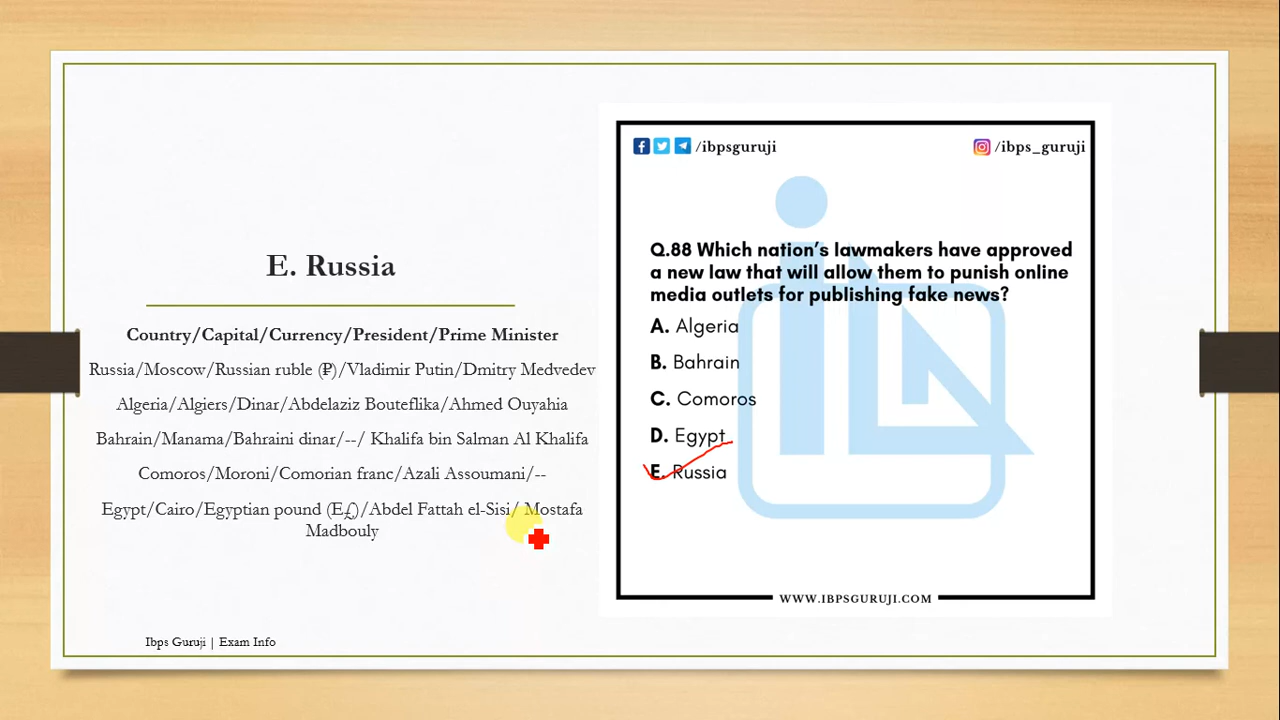 E. Russia
Country/Capital/Currency/President/Prime Minister
Russia/Moscow/Russian ruble (₽)/Vladimir Putin/Dmitry Medvedev
Algeria/Algiers/Dinar/Abdelaziz Bouteflika/Ahmed Ouyahia
Bahrain/Manama/Bahraini dinar/--/ Khalifa bin Salman Al Khalifa
Comoros/Moroni/Comorian franc/Azali Assoumani/--
Egypt/Cairo/Egyptian pound (E£)/Abdel Fattah el-Sisi/ Mostafa
Madbouly
Ibps Guruji | Exam Info
/ibpsguruji
/ibps_guruji
Q.88 Which nation's lawmakers have approved
a new law that will allow them to punish online
media outlets for publishing fake news?
A. Algeria
B. Bahrain
C. Comoros
D. Egypt
E. Russia
WWW.IBPSGURUJI.COM